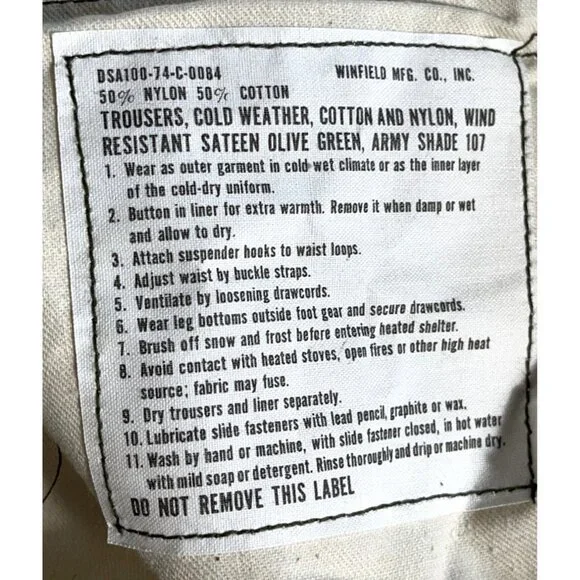 DSA100-74-C-0084 WINFIELD MFG. CO., INC.
50% NYLON 50% COTTON
TROUSERS, COLD WEATHER, COTTON AND NYLON, WIND
RESISTANT SATEEN OLIVE GREEN, ARMY SHADE 107
1. Wear as outer garment in cold wet climate or as the inner layer
of the cold-dry uniform.
2. Button in liner for extra warmth. Remove it when damp or wet
and allow to dry.
3. Attach suspender hooks to waist loops.
4. Adjust waist by buckle straps.
5. Ventilate by loosening drawcords.
6. Wear leg bottoms outside foot gear and secure drawcords.
7. Brush off snow and frost before entering heated shelter.
8. Avoid contact with heated stoves, open fires or other high heat
source; fabric may fuse.
9. Dry trousers and liner separately.
10. Lubricate slide fasteners with lead pencil, graphite or wax.
11. Wash by hand or machine, with slide fastener closed, in hot water
with mild soap or detergent. Rinse thoroughly and drip or machine dry.
DO NOT REMOVE THIS LABEL